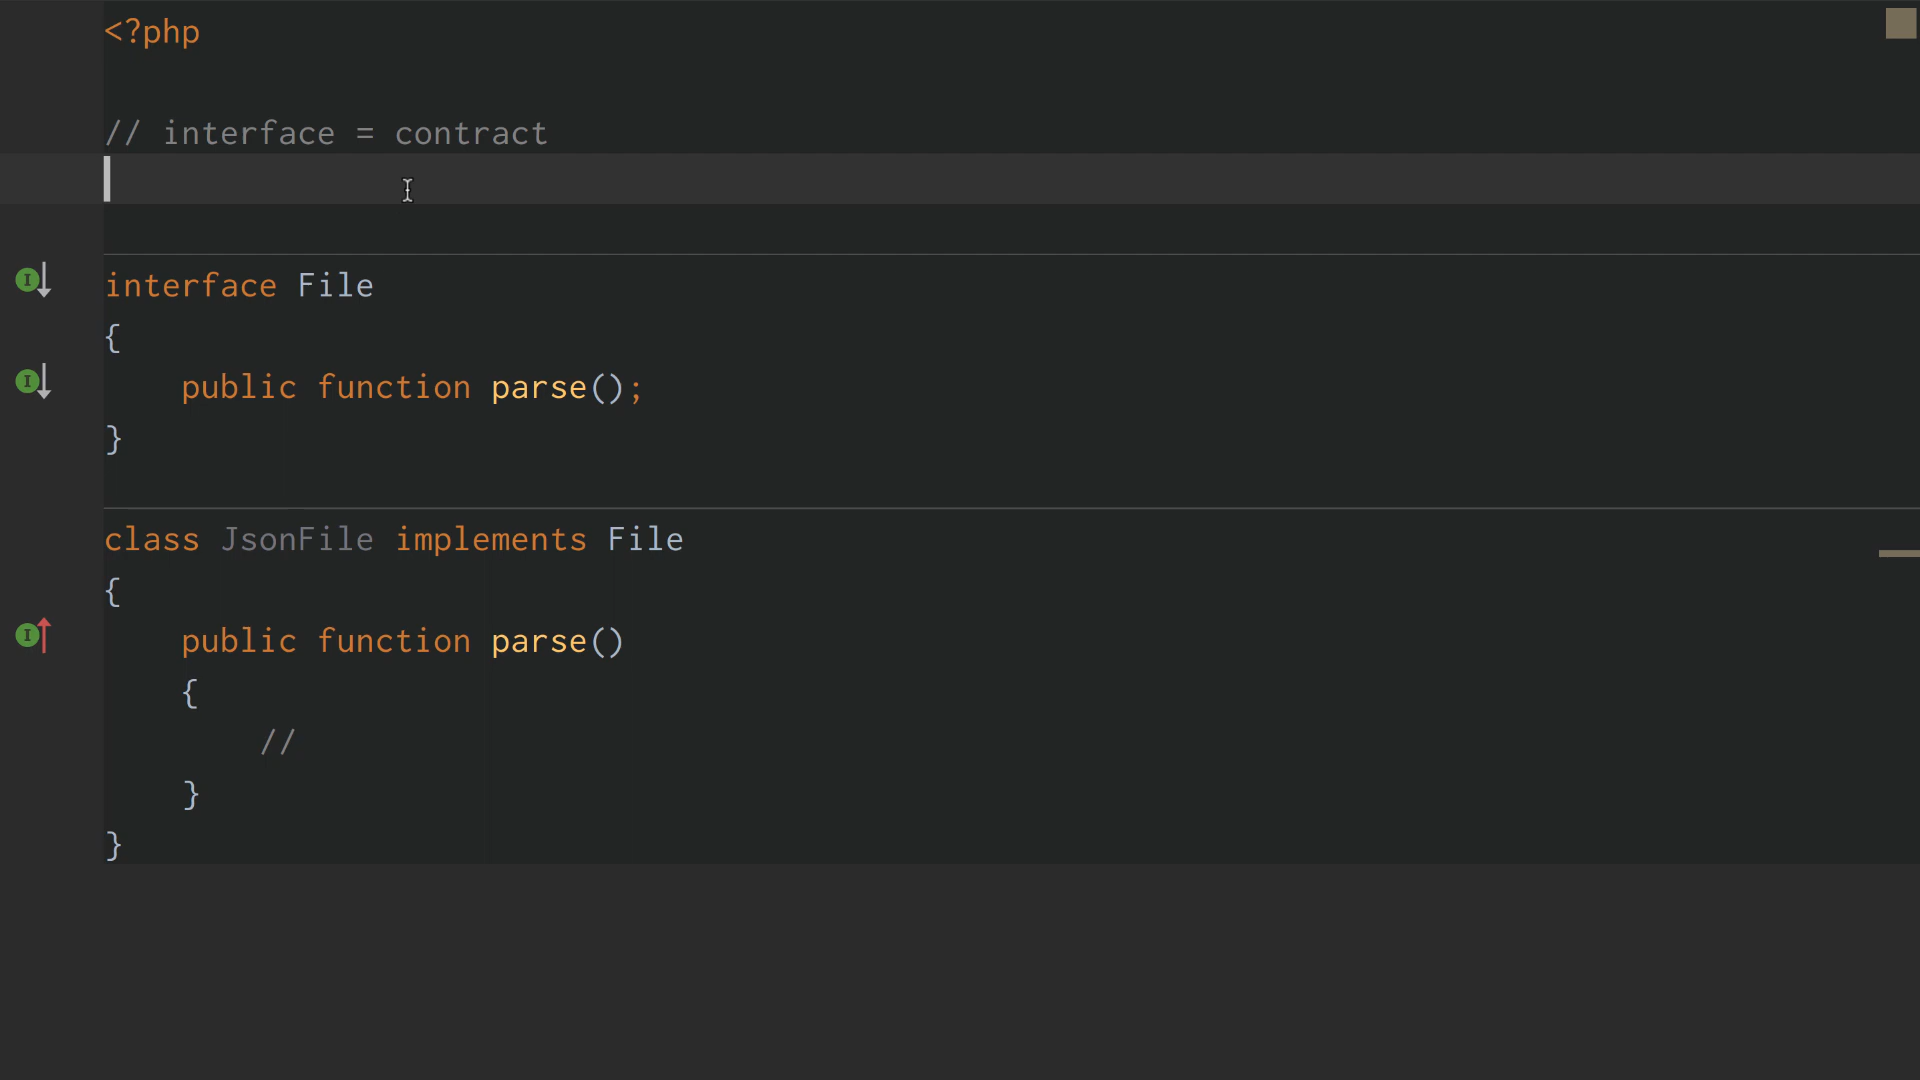 <?php
// interface = contract
interface File
{
    public function parse();
}
class JsonFile implements File
{
    public function parse()
    {
        //
    }
}